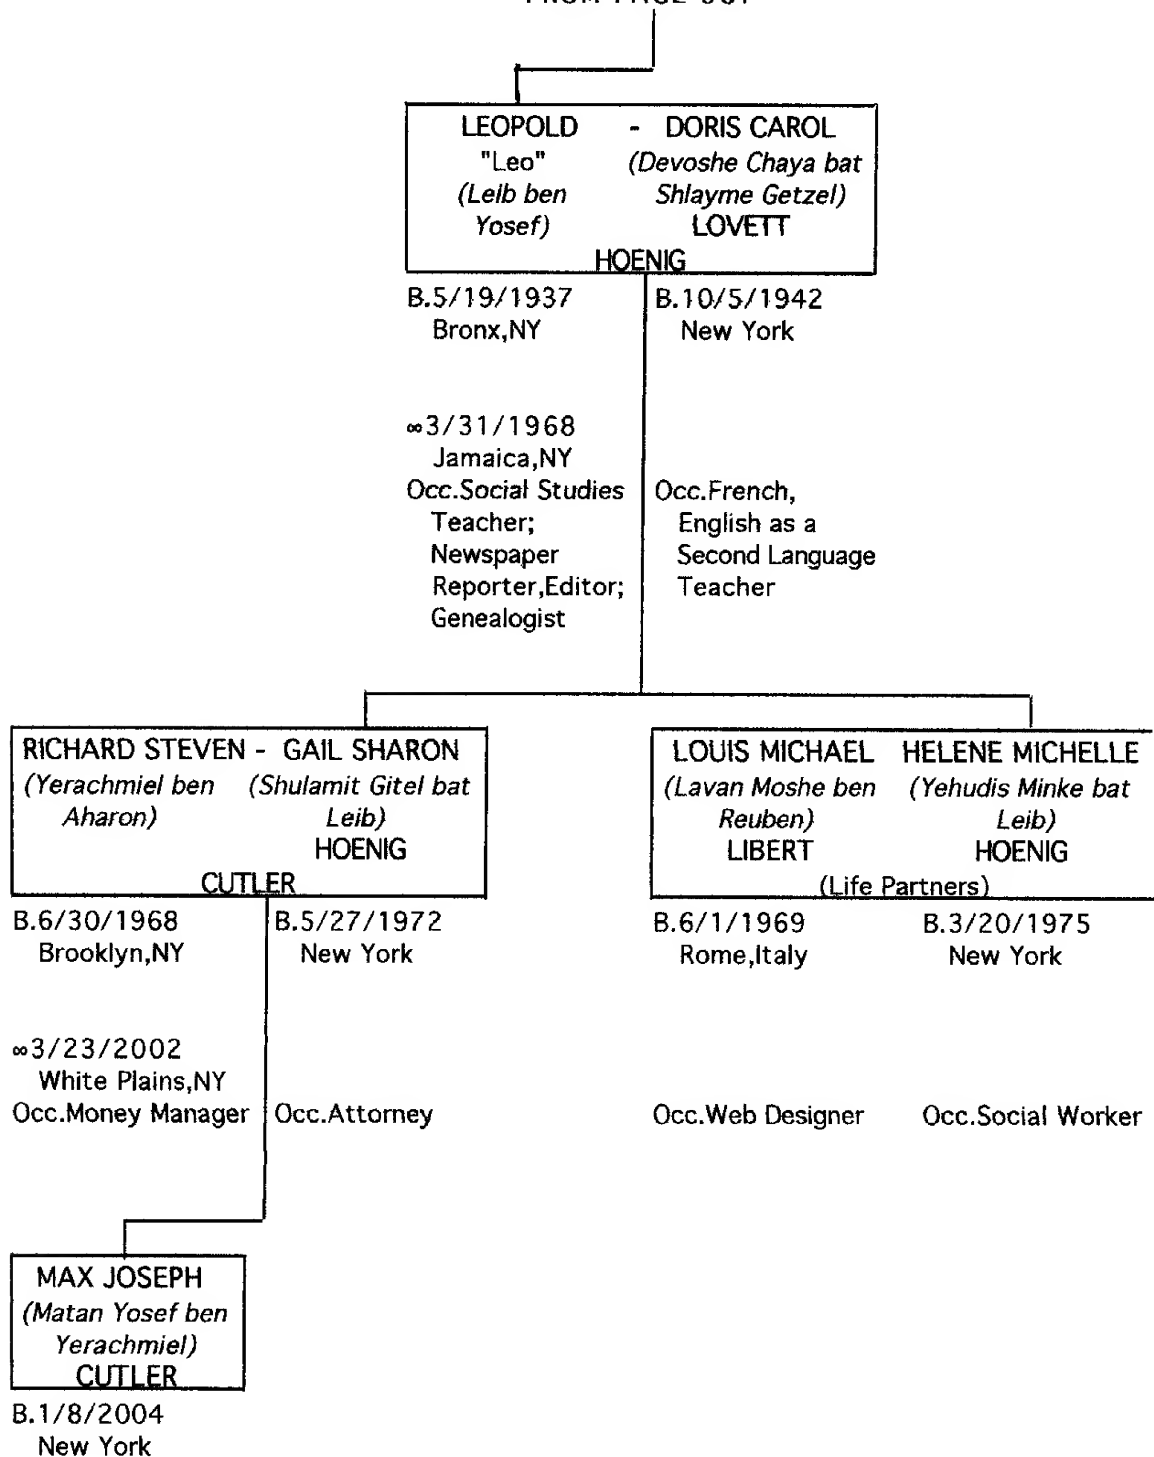 LEOPOLD - DORIS CAROL
"Leo" (Devoshe Chaya bat
(Leib ben Shlayme Getzel)
Yosef) LOVETT
HOENIG
B.5/19/1937 B.10/5/1942
Bronx,NY New York
∞3/31/1968
Jamaica,NY
Occ.Social Studies Occ.French,
Teacher; English as a
Newspaper Second Language
Reporter,Editor; Teacher
Genealogist
RICHARD STEVEN - GAIL SHARON LOUIS MICHAEL HELENE MICHELLE
(Yerachmiel ben (Shulamit Gitel bat (Lavan Moshe ben (Yehudis Minke bat
Aharon) Leib) Reuben) Leib)
HOENIG LIBERT HOENIG
CUTLER (Life Partners)
B.6/30/1968 B.5/27/1972 B.6/1/1969 B.3/20/1975
Brooklyn,NY New York Rome,Italy New York
∞3/23/2002
White Plains,NY
Occ.Money Manager Occ.Attorney Occ.Web Designer Occ.Social Worker
MAX JOSEPH
(Matan Yosef ben
Yerachmiel)
CUTLER
B.1/8/2004
New York